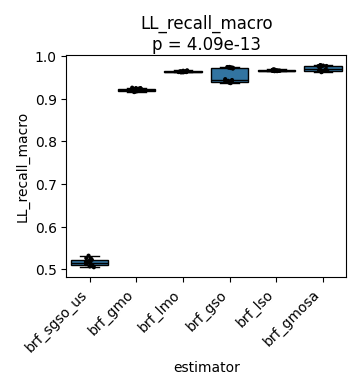 LL_recall_macro
p = 4.09e-13
LL_recall_macro
1.0
0.9
0.8
0.7
0.6
0.5
brf_sgso_us
brf_gmo
brf_lmo
brf_gso
brf_lso
brf_gmosa
estimator